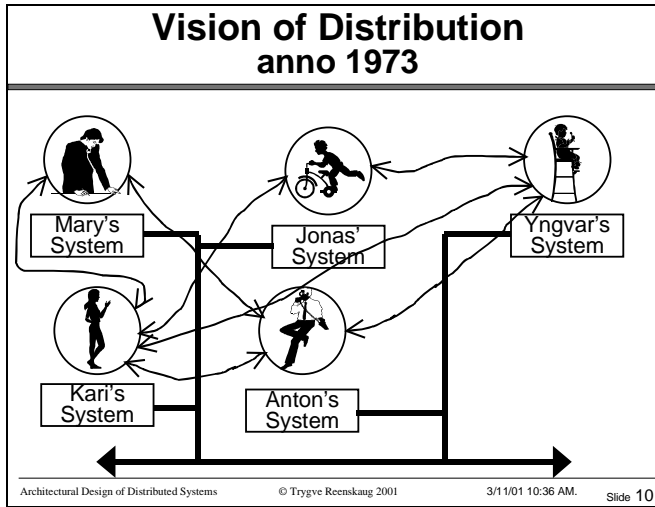 Vision of Distribution
anno 1973
Mary's
System
Jonas'
System
Yngvar's
System
Kari's
System
Anton's
System
Architectural Design of Distributed Systems
© Trygve Reenskaug 2001
3/11/01 10:36 AM.
Slide 10